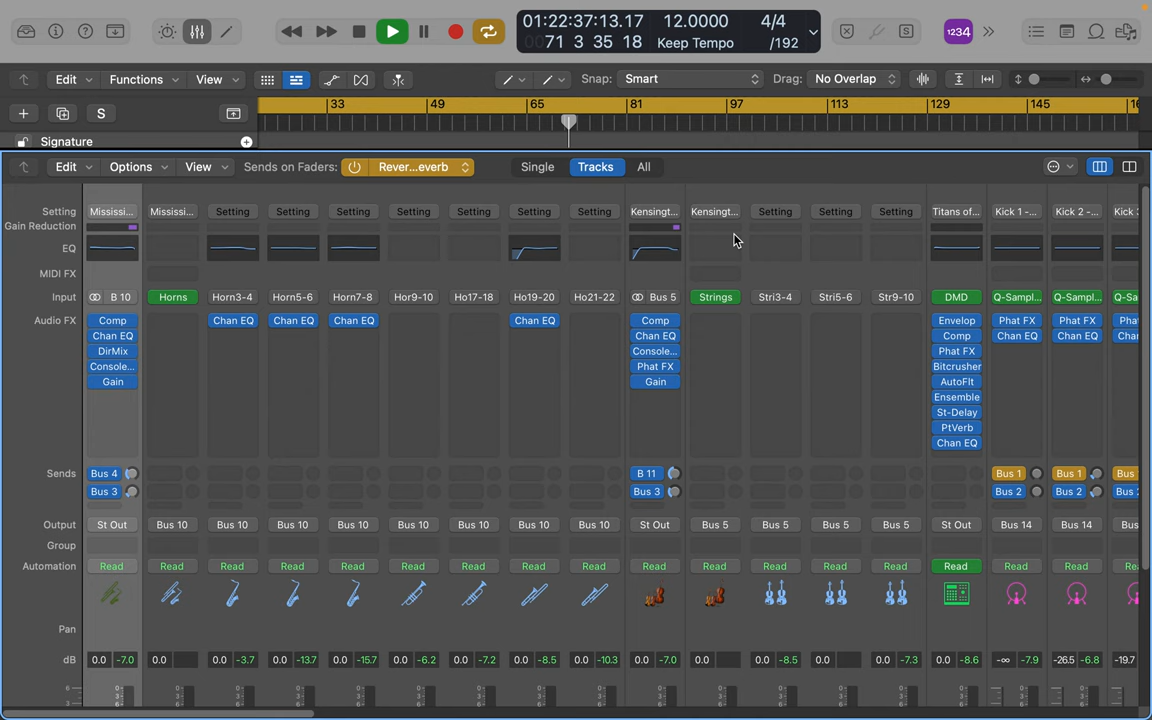 01:22:37:13.17 12.0000 4/4
0071 3 35 18 Keep Tempo /192
1234
Edit Functions View Snap: Smart Drag: No Overlap
S 33 49 65 81 97 113 129 145 16
Signature
Edit Options View Sends on Faders: Rever...everb Single Tracks All
Setting Mississi... Mississi... Setting Setting Setting Setting Setting Setting Setting Kensingt... Kensingt... Setting Setting Setting Titans of... Kick 1 -... Kick 2 -... Kick 3
Gain Reduction
EQ
MIDI FX
Input B 10 Horns Horn3-4 Horn5-6 Horn7-8 Hor9-10 Ho17-18 Ho19-20 Ho21-22 Bus 5 Strings Stri3-4 Stri5-6 Str9-10 DMD Q-Sampl... Q-Sampl... Q-Sa
Audio FX Comp Chan EQ Chan EQ Chan EQ Chan EQ Comp Envelop Phat FX Phat FX Phat
Chan EQ Chan EQ Comp Chan EQ Chan EQ Chan
DirMix Console... Phat FX
Console... Phat FX Bitcrusher
Gain Gain AutoFlt
Ensemble
St-Delay
PtVerb
Chan EQ
Sends Bus 4 B 11 Bus 1 Bus 1 Bus
Bus 3 Bus 3 Bus 2 Bus 2 Bus
Output St Out Bus 10 Bus 10 Bus 10 Bus 10 Bus 10 Bus 10 Bus 10 Bus 10 St Out Bus 5 Bus 5 Bus 5 Bus 5 St Out Bus 14 Bus 14 Bus
Group
Automation Read Read Read Read Read Read Read Read Read Read Read Read Read Read Read Read Read Read
Pan
dB 0.0 -7.0 0.0 0.0 -3.7 0.0 -13.7 0.0 -15.7 0.0 -6.2 0.0 -7.2 0.0 -8.5 0.0 -10.3 0.0 -7.0 0.0 0.0 -8.5 0.0 0.0 -7.3 0.0 -8.6 -∞ -7.9 -26.5 -6.8 -19.7